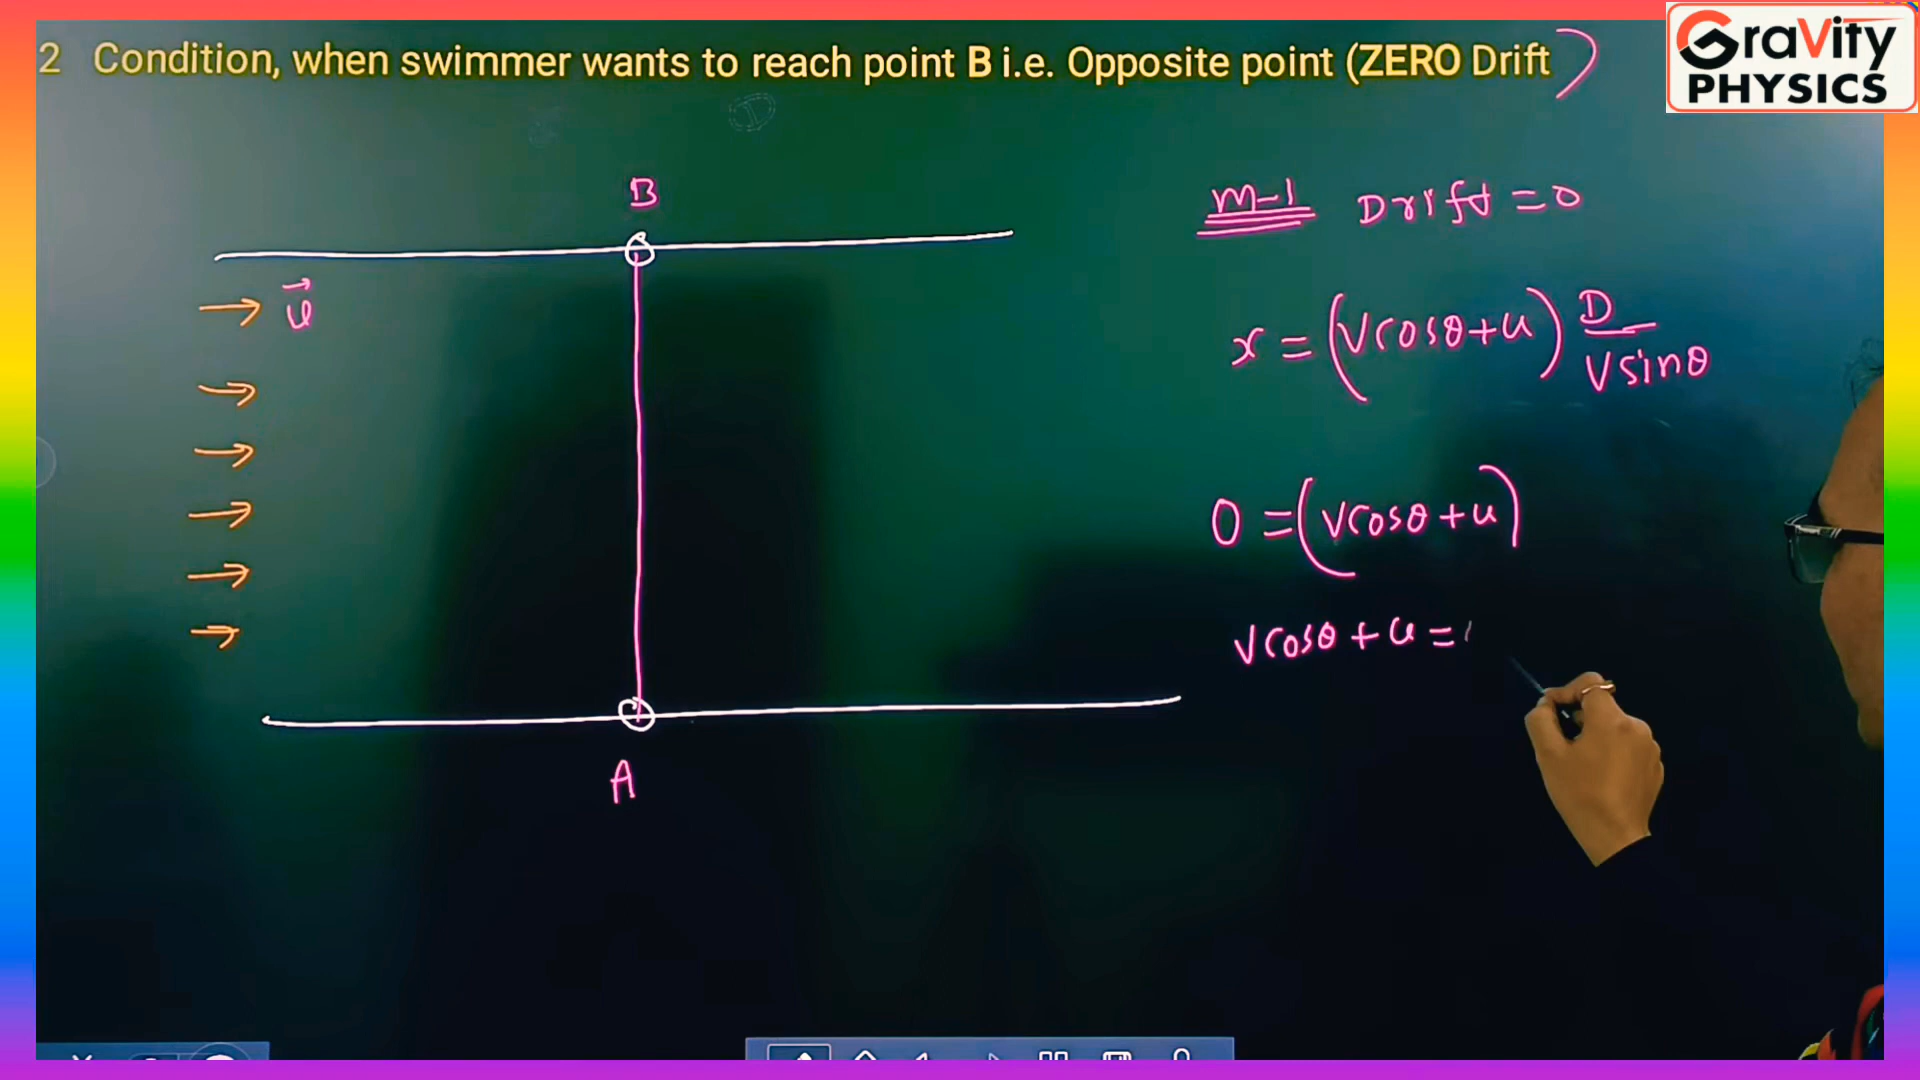 2 Condition, when swimmer wants to reach point B i.e. Opposite point (ZERO Drift)
GraVity
PHYSICS
B
u⃗
A
M-1 Drift = 0
x = (Vcosθ+u) D/Vsinθ
0 = (Vcosθ+u)
Vcosθ+u =